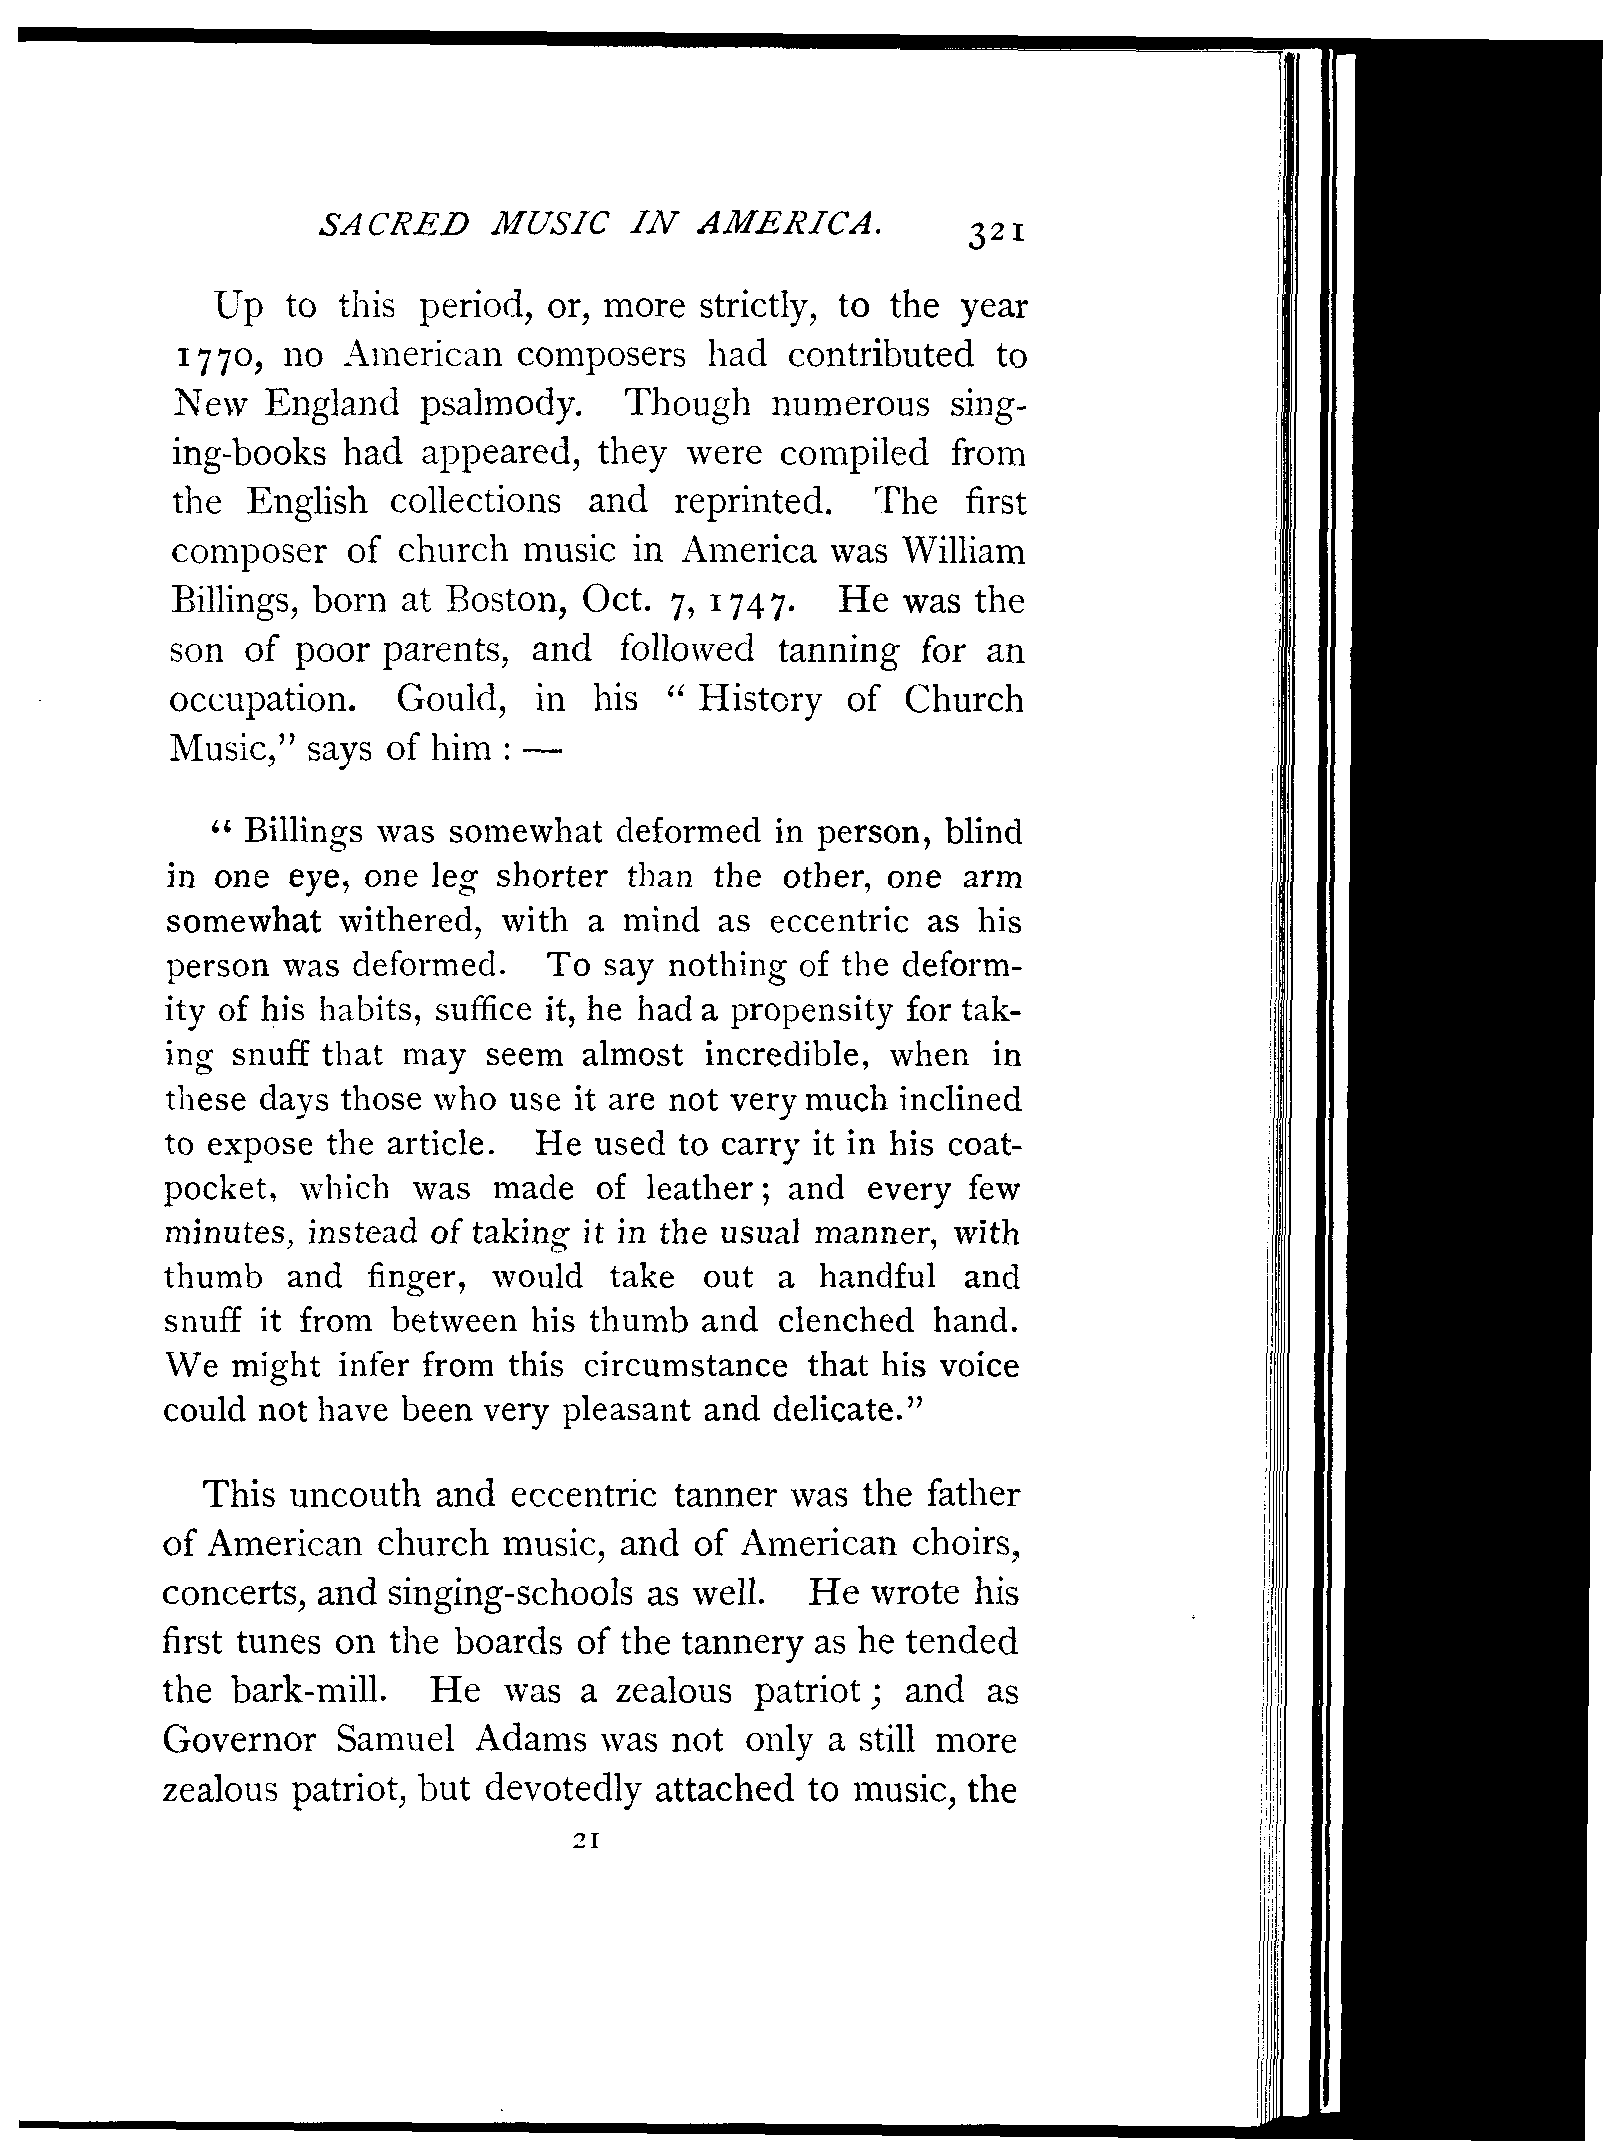 SACRED MUSIC IN AMERICA. 321
Up to this period, or, more strictly, to the year
1770, no American composers had contributed to
New England psalmody. Though numerous sing-
ing-books had appeared, they were compiled from
the English collections and reprinted. The first
composer of church music in America was William
Billings, born at Boston, Oct. 7, 1747. He was the
son of poor parents, and followed tanning for an
occupation. Gould, in his “ History of Church
Music,” says of him : —
“ Billings was somewhat deformed in person, blind
in one eye, one leg shorter than the other, one arm
somewhat withered, with a mind as eccentric as his
person was deformed. To say nothing of the deform-
ity of his habits, suffice it, he had a propensity for tak-
ing snuff that may seem almost incredible, when in
these days those who use it are not very much inclined
to expose the article. He used to carry it in his coat-
pocket, which was made of leather ; and every few
minutes, instead of taking it in the usual manner, with
thumb and finger, would take out a handful and
snuff it from between his thumb and clenched hand.
We might infer from this circumstance that his voice
could not have been very pleasant and delicate.”
This uncouth and eccentric tanner was the father
of American church music, and of American choirs,
concerts, and singing-schools as well. He wrote his
first tunes on the boards of the tannery as he tended
the bark-mill. He was a zealous patriot ; and as
Governor Samuel Adams was not only a still more
zealous patriot, but devotedly attached to music, the
21